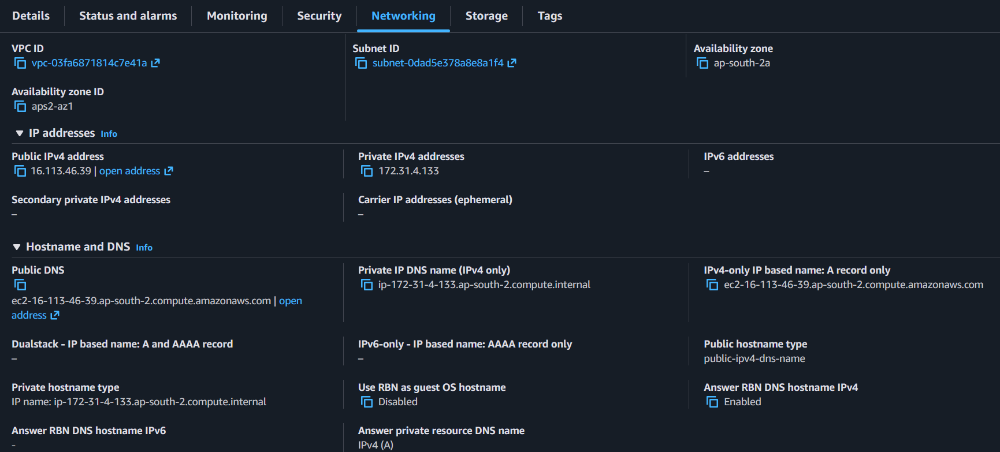 Details
Status and alarms
Monitoring
Security
Networking
Storage
Tags
VPC ID
vpc-03fa6871814c7e41a
Subnet ID
subnet-0dad5e378a8e8a1f4
Availability zone
ap-south-2a
Availability zone ID
aps2-az1
IP addresses Info
Public IPv4 address
16.113.46.39 | open address
Private IPv4 addresses
172.31.4.133
IPv6 addresses
–
Secondary private IPv4 addresses
–
Carrier IP addresses (ephemeral)
–
Hostname and DNS Info
Public DNS
ec2-16-113-46-39.ap-south-2.compute.amazonaws.com | open
address
Private IP DNS name (IPv4 only)
ip-172-31-4-133.ap-south-2.compute.internal
IPv4-only IP based name: A record only
ec2-16-113-46-39.ap-south-2.compute.amazonaws.com
Dualstack - IP based name: A and AAAA record
–
IPv6-only - IP based name: AAAA record only
–
Public hostname type
public-ipv4-dns-name
Private hostname type
IP name: ip-172-31-4-133.ap-south-2.compute.internal
Use RBN as guest OS hostname
Disabled
Answer RBN DNS hostname IPv4
Enabled
Answer RBN DNS hostname IPv6
-
Answer private resource DNS name
IPv4 (A)